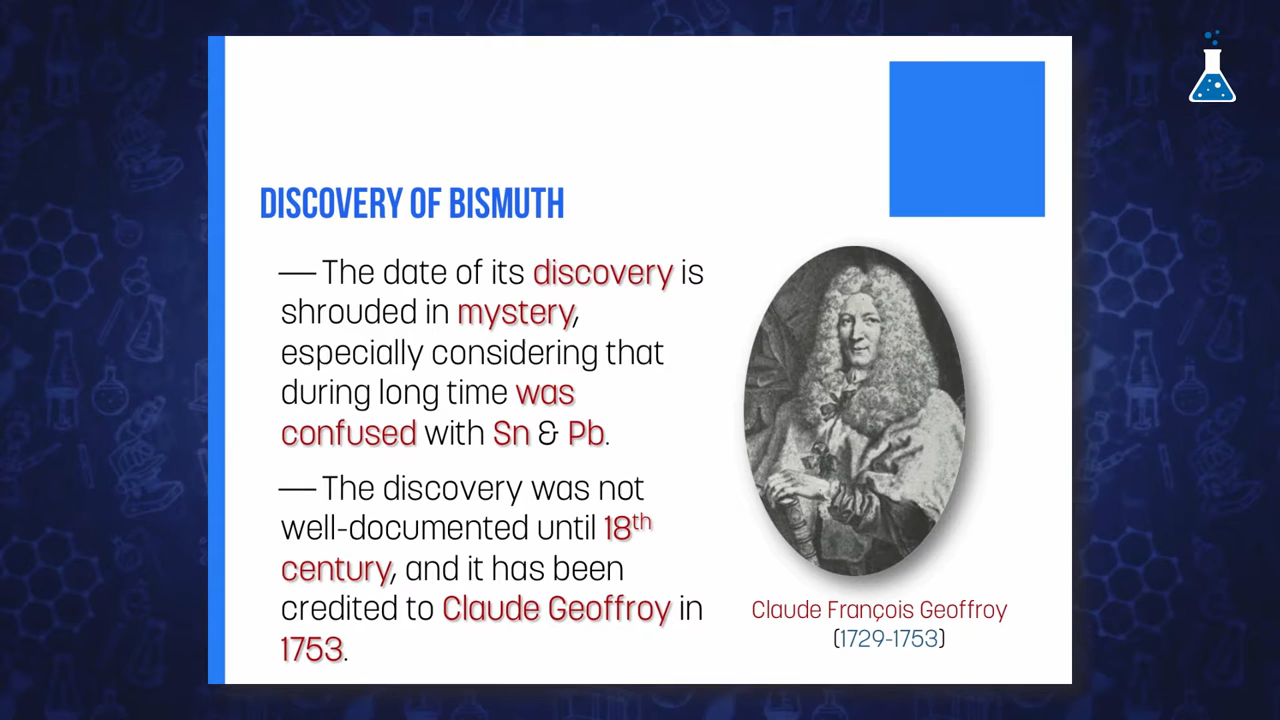 DISCOVERY OF BISMUTH
— The date of its discovery is
shrouded in mystery,
especially considering that
during long time was
confused with Sn & Pb.
— The discovery was not
well-documented until 18th
century, and it has been
credited to Claude Geoffroy in
1753.
Claude François Geoffroy
(1729-1753)